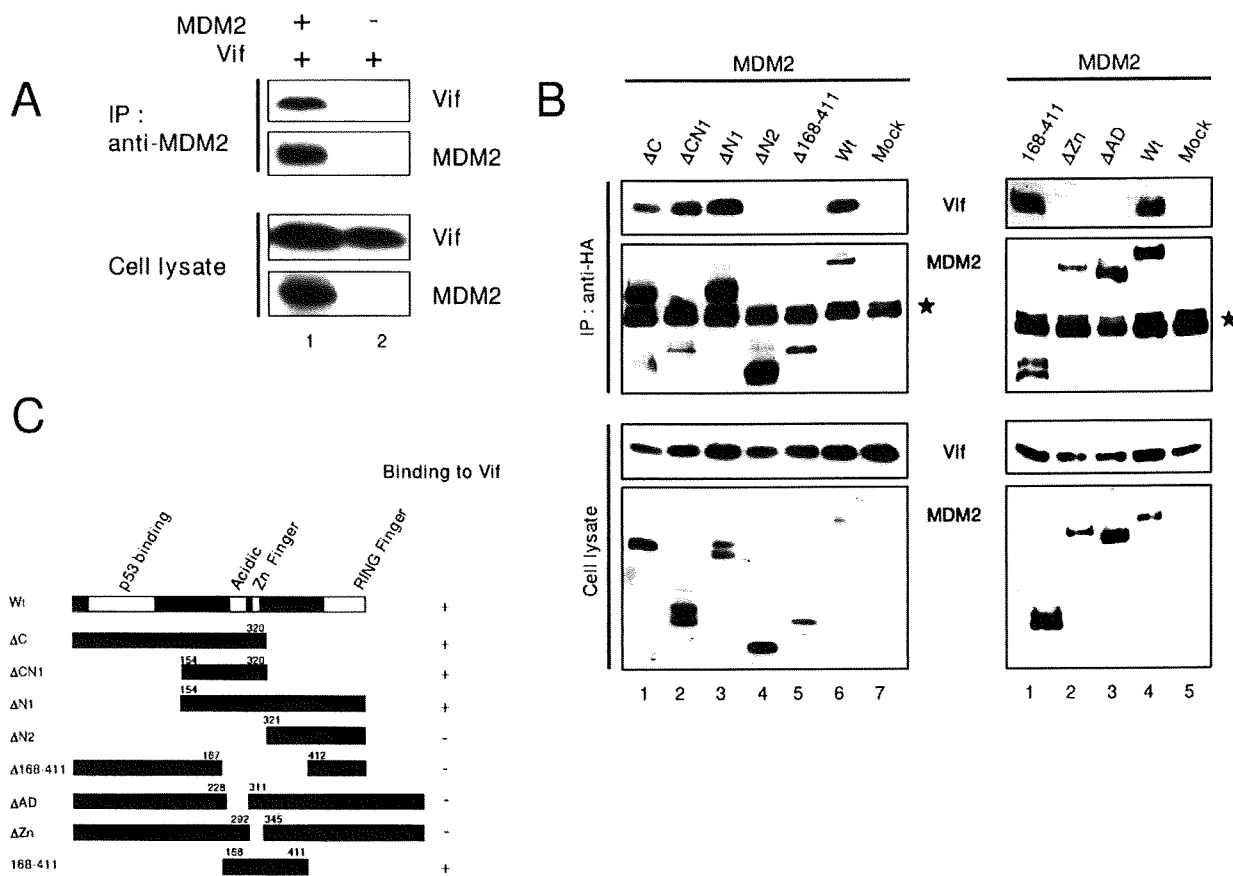 A
MDM2 + -
Vif + +
IP :
anti-MDM2
Vif
MDM2
Cell lysate
Vif
MDM2
1 2
B
MDM2 MDM2
ΔC ΔCN1 ΔN1 ΔN2 Δ168-411 Wt Mock
168-411 ΔZn ΔAD Wt Mock
IP : anti-HA
Vif
MDM2
★ ★
Cell lysate
Vif
MDM2
1 2 3 4 5 6 7
1 2 3 4 5
C
Binding to Vif
p53 binding Acidic Zn Finger RING Finger
Wt +
ΔC 320 +
ΔCN1 154 320 +
ΔN1 154 +
ΔN2 321 -
Δ168-411 167 412 -
ΔAD 228 311 -
ΔZn 292 345 -
168-411 168 411 +